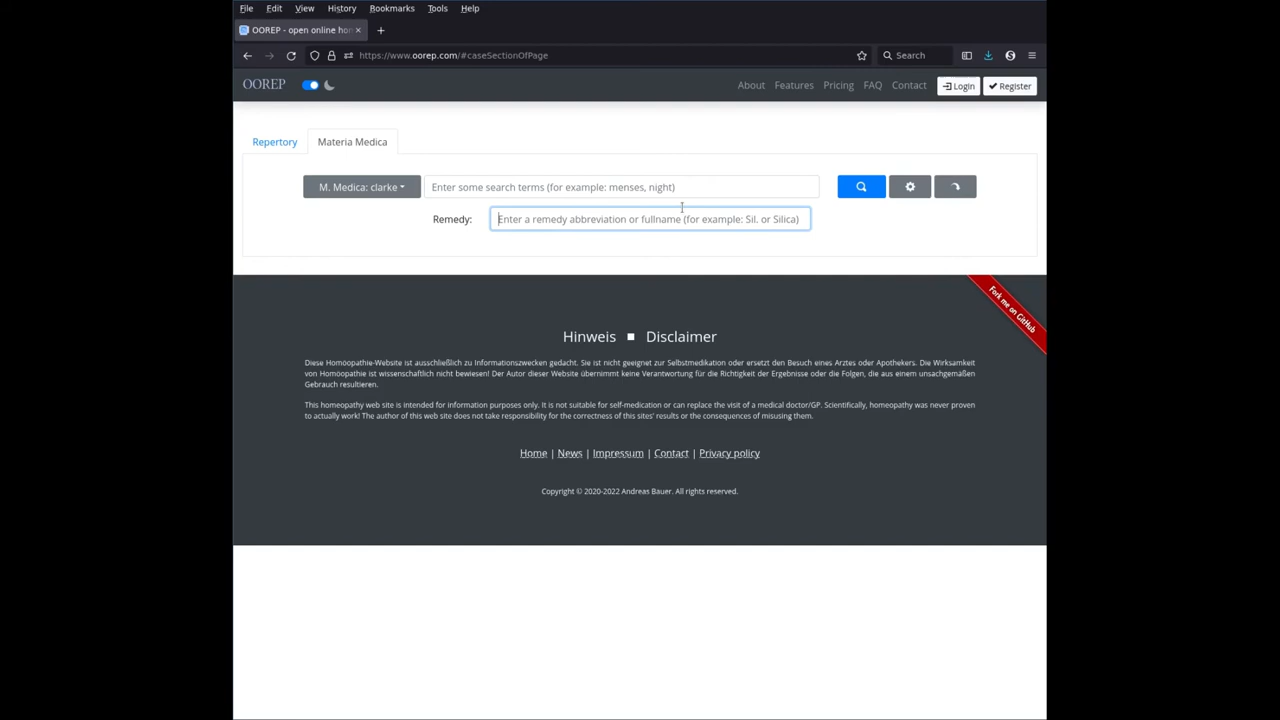 File Edit View History Bookmarks Tools Help
OOREP - open online hom
https://www.oorep.com/#caseSectionOfPage
Search
OOREP
About Features Pricing FAQ Contact Login Register
Repertory Materia Medica
M. Medica: clarke Enter some search terms (for example: menses, night)
Remedy: Enter a remedy abbreviation or fullname (for example: Sil. or Silica)
Fork me on GitHub
Hinweis ■ Disclaimer
Diese Homöopathie-Website ist ausschließlich zu Informationszwecken gedacht. Sie ist nicht geeignet zur Selbstmedikation oder ersetzt den Besuch eines Arztes oder Apothekers. Die Wirksamkeit
von Homöopathie ist wissenschaftlich nicht bewiesen! Der Autor dieser Website übernimmt keine Verantwortung für die Richtigkeit der Ergebnisse oder die Folgen, die aus einem unsachgemäßen
Gebrauch resultieren.
This homeopathy web site is intended for information purposes only. It is not suitable for self-medication or can replace the visit of a medical doctor/GP. Scientifically, homeopathy was never proven
to actually work! The author of this web site does not take responsibility for the correctness of this sites' results or the consequences of misusing them.
Home | News | Impressum | Contact | Privacy policy
Copyright © 2020-2022 Andreas Bauer. All rights reserved.